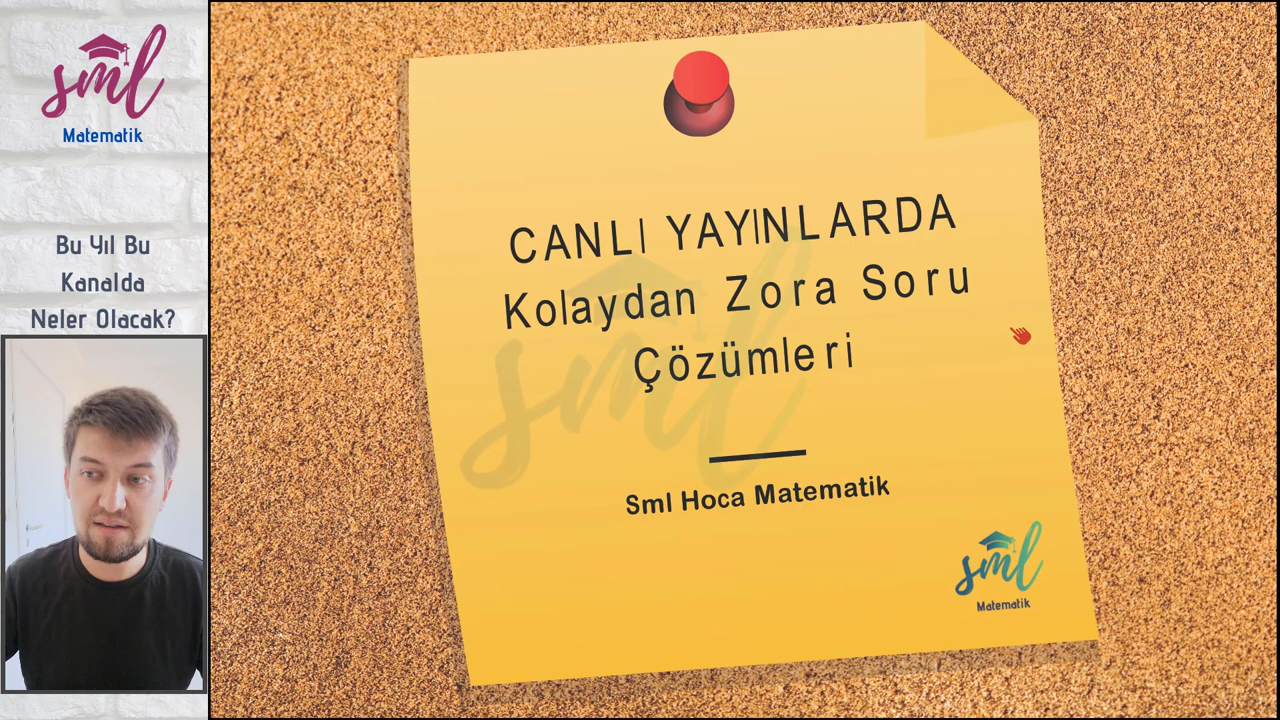 sml
Matematik
Bu Yıl Bu
Kanalda
Neler Olacak?
CANLI YAYINLARDA
Kolaydan Zora Soru
Çözümleri
sml
Sml Hoca Matematik
sml
Matematik